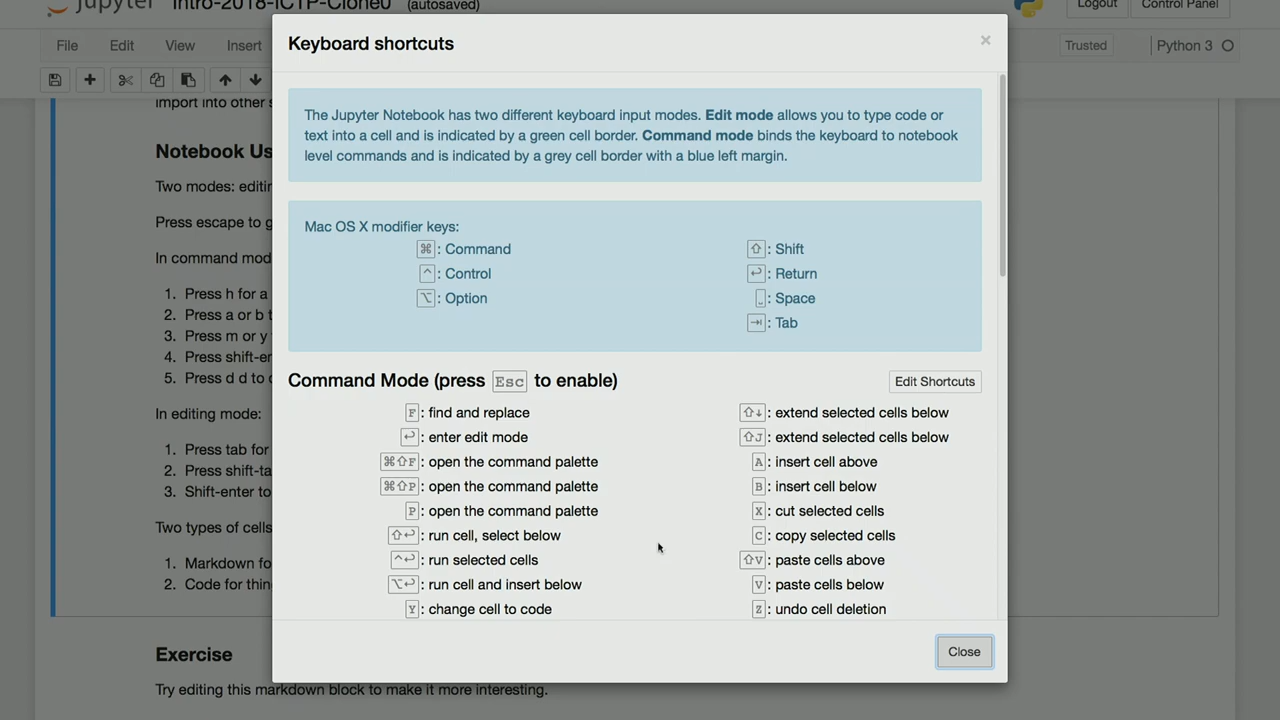 jupyter Intro-2018-ICTP-Clone0 (autosaved)
Logout
Control Panel
File
Edit
View
Insert
Trusted
Python 3
import into other s
Notebook Us
Two modes: editin
Press escape to g
In command mod
1. Press h for a
2. Press a or b t
3. Press m or y
4. Press shift-en
5. Press d d to
In editing mode:
1. Press tab for
2. Press shift-ta
3. Shift-enter to
Two types of cells
1. Markdown fo
2. Code for thin
Exercise
Try editing this markdown block to make it more interesting.
Keyboard shortcuts
×
The Jupyter Notebook has two different keyboard input modes. Edit mode allows you to type code or
text into a cell and is indicated by a green cell border. Command mode binds the keyboard to notebook
level commands and is indicated by a grey cell border with a blue left margin.
Mac OS X modifier keys:
⌘: Command
^: Control
⌥: Option
⇧: Shift
↩: Return
␣: Space
⇥: Tab
Command Mode (press Esc to enable)
Edit Shortcuts
F: find and replace
↩: enter edit mode
⌘⇧F: open the command palette
⌘⇧P: open the command palette
P: open the command palette
⇧↩: run cell, select below
^↩: run selected cells
⌥↩: run cell and insert below
Y: change cell to code
⇧↓: extend selected cells below
⇧J: extend selected cells below
A: insert cell above
B: insert cell below
X: cut selected cells
C: copy selected cells
⇧V: paste cells above
V: paste cells below
Z: undo cell deletion
Close